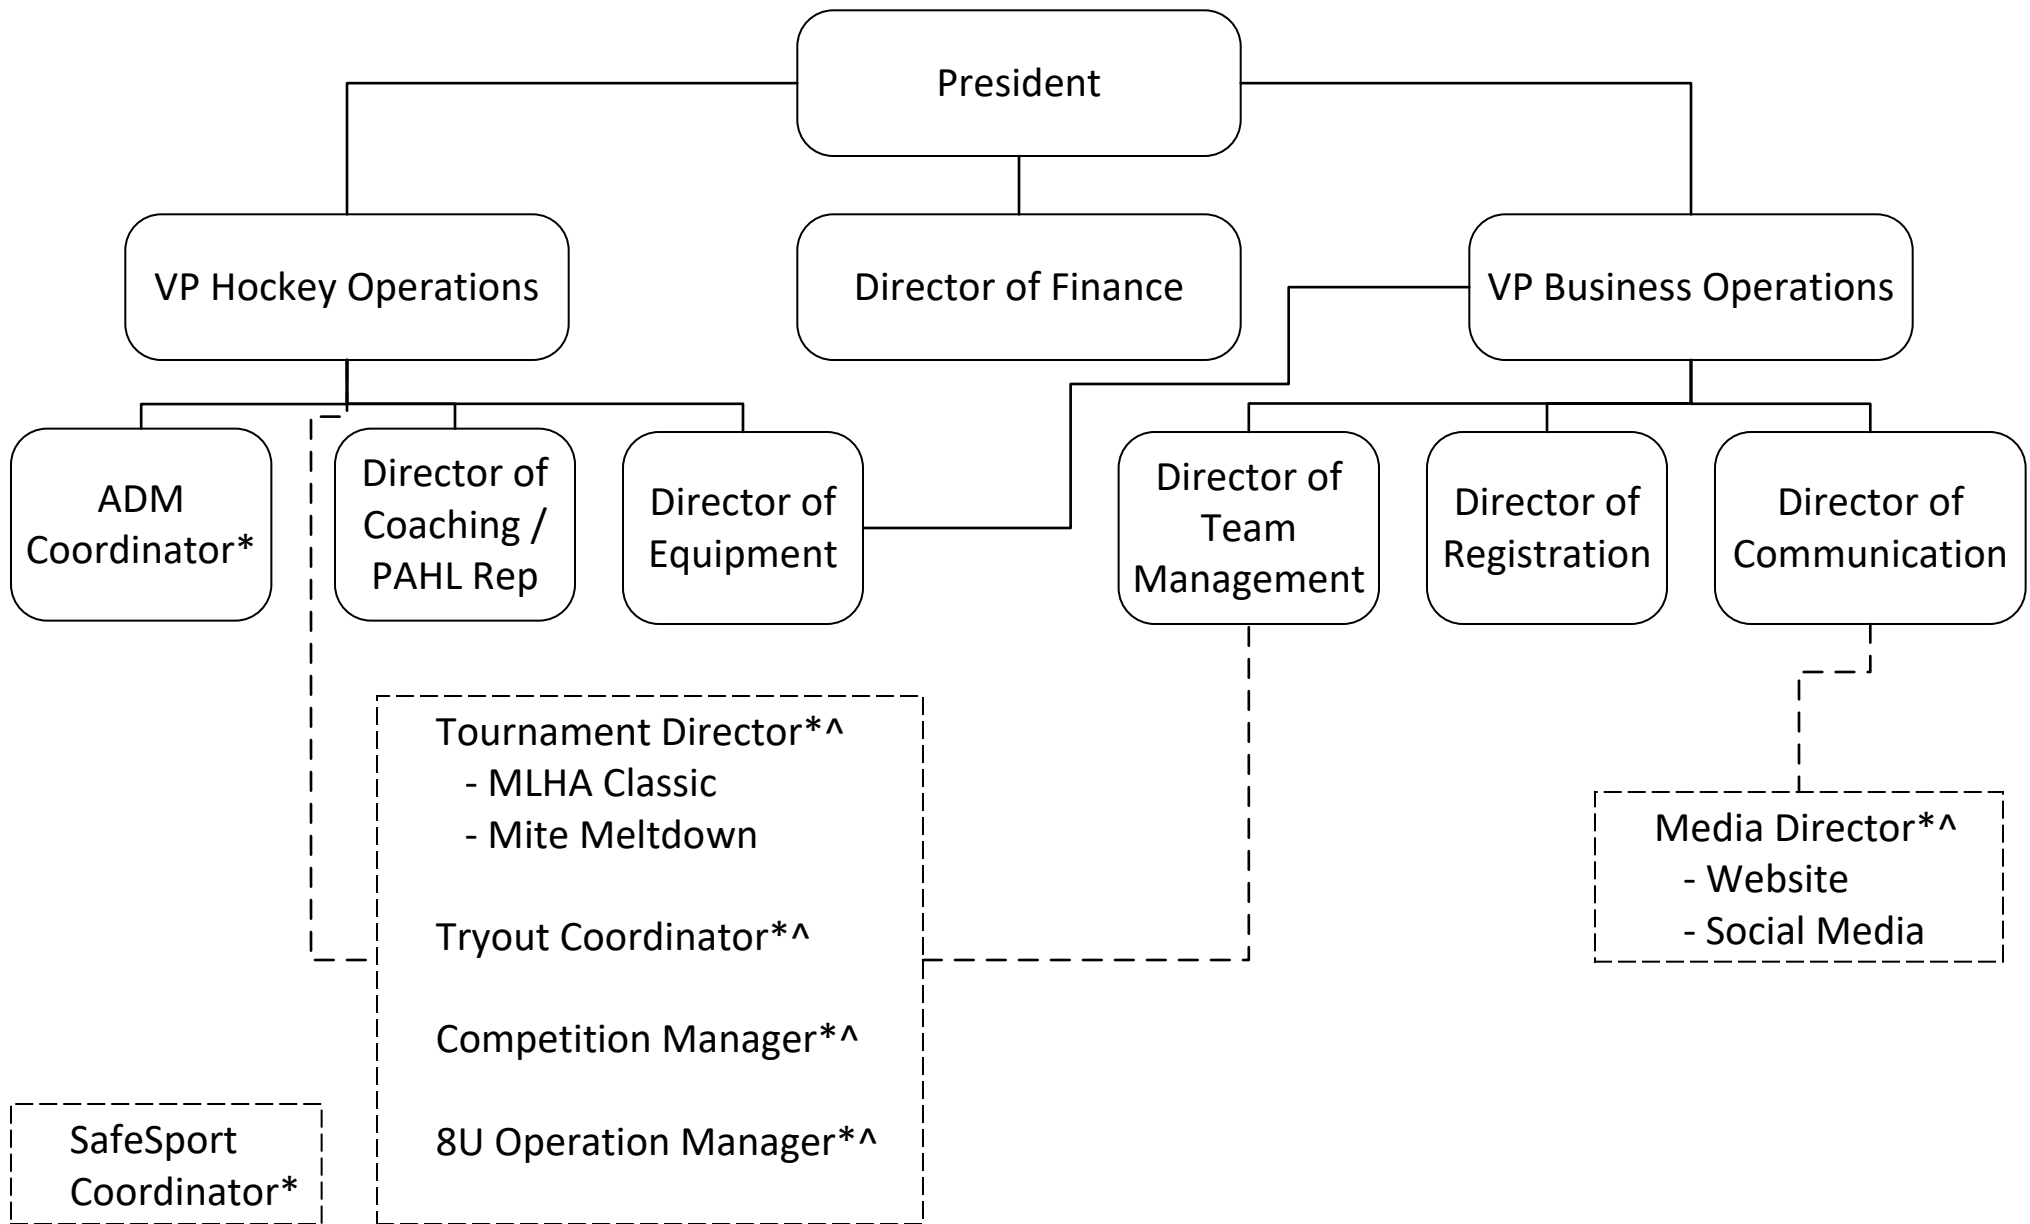 President
VP Hockey Operations
Director of Finance
VP Business Operations
ADM
Coordinator*
Director of
Coaching /
PAHL Rep
Director of
Equipment
Director of
Team
Management
Director of
Registration
Director of
Communication
Tournament Director*^
- MLHA Classic
- Mite Meltdown
Tryout Coordinator*^
Competition Manager*^
8U Operation Manager*^
Media Director*^
- Website
- Social Media
SafeSport
Coordinator*